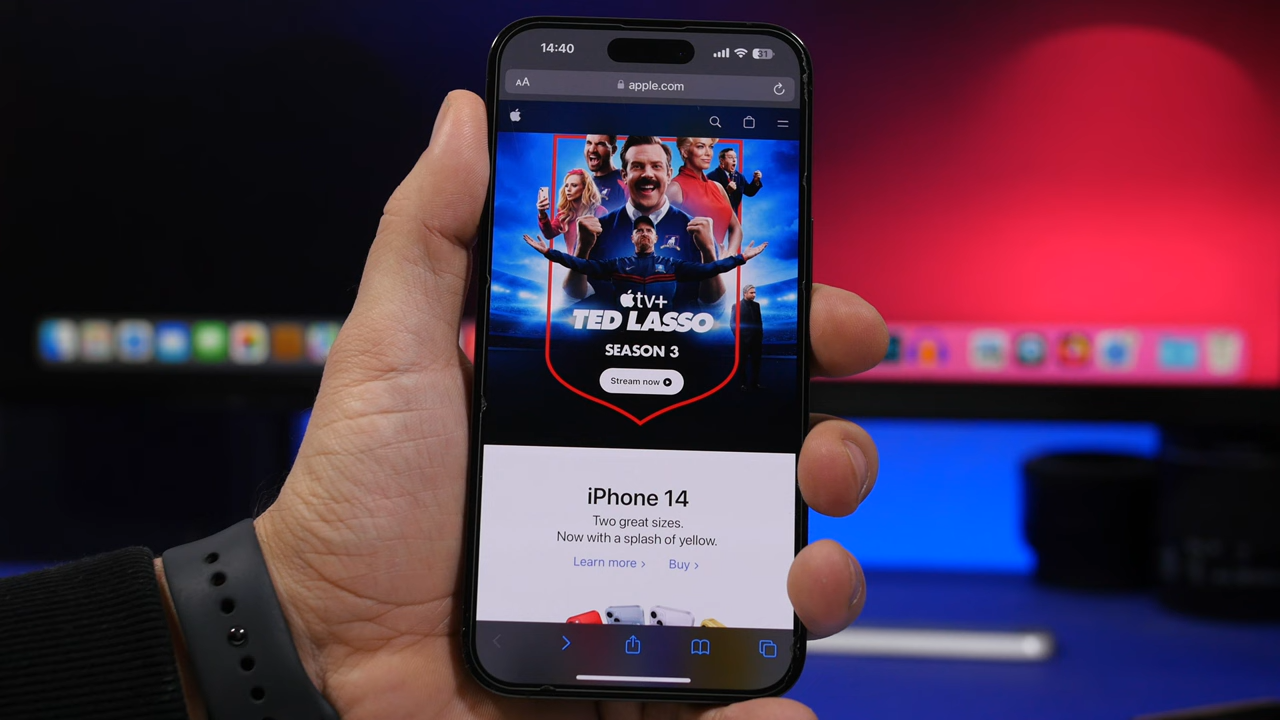 14:40
31
AA
apple.com
tv+
TED LASSO
SEASON 3
Stream now
iPhone 14
Two great sizes.
Now with a splash of yellow.
Learn more >
Buy >